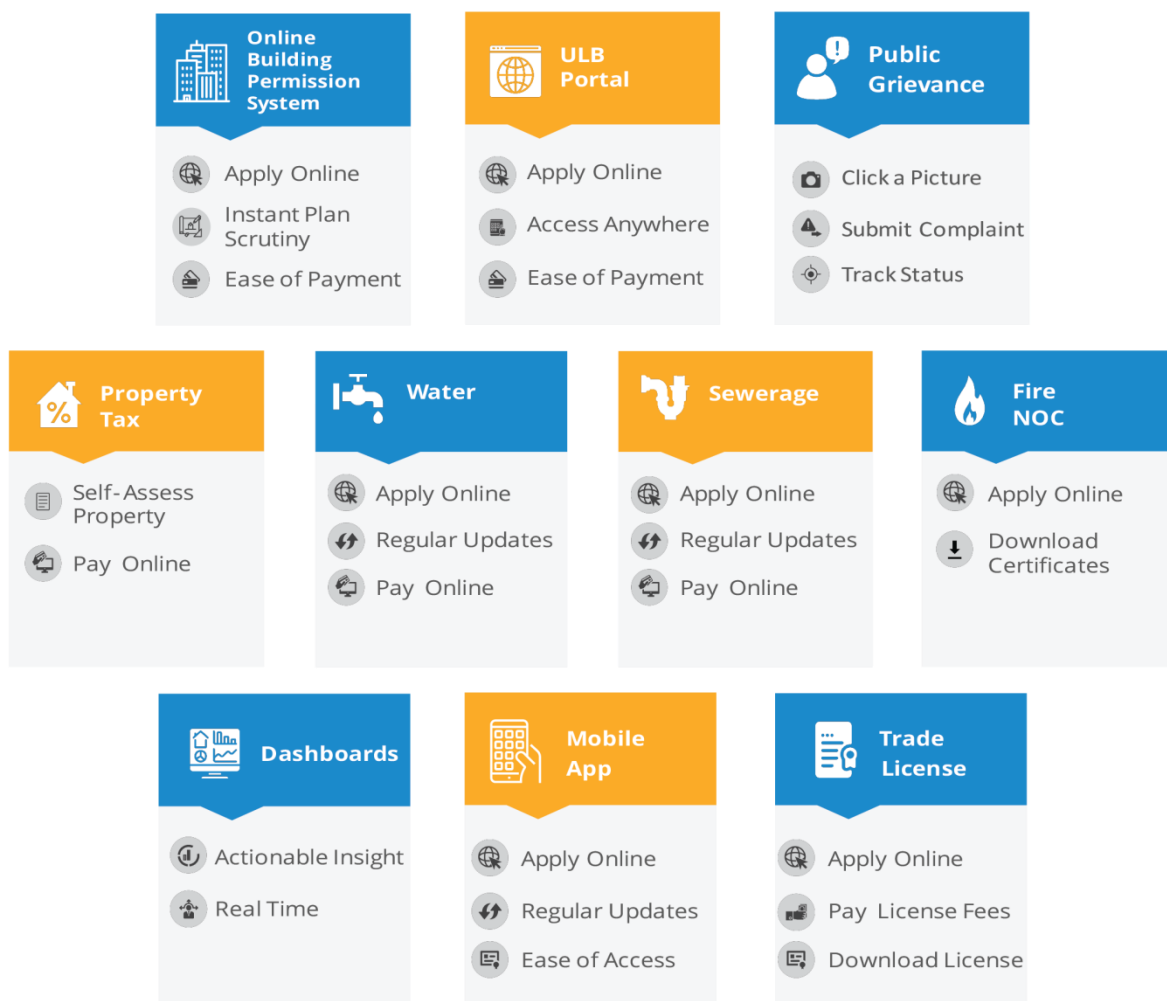 Online
Building
Permission
System
Apply Online
Instant Plan
Scrutiny
Ease of Payment
ULB
Portal
Apply Online
Access Anywhere
Ease of Payment
Public
Grievance
Click a Picture
Submit Complaint
Track Status
Property
Tax
Self-Assess
Property
Pay Online
Water
Apply Online
Regular Updates
Pay Online
Sewerage
Apply Online
Regular Updates
Pay Online
Fire
NOC
Apply Online
Download
Certificates
Dashboards
Actionable Insight
Real Time
Mobile
App
Apply Online
Regular Updates
Ease of Access
Trade
License
Apply Online
Pay License Fees
Download License